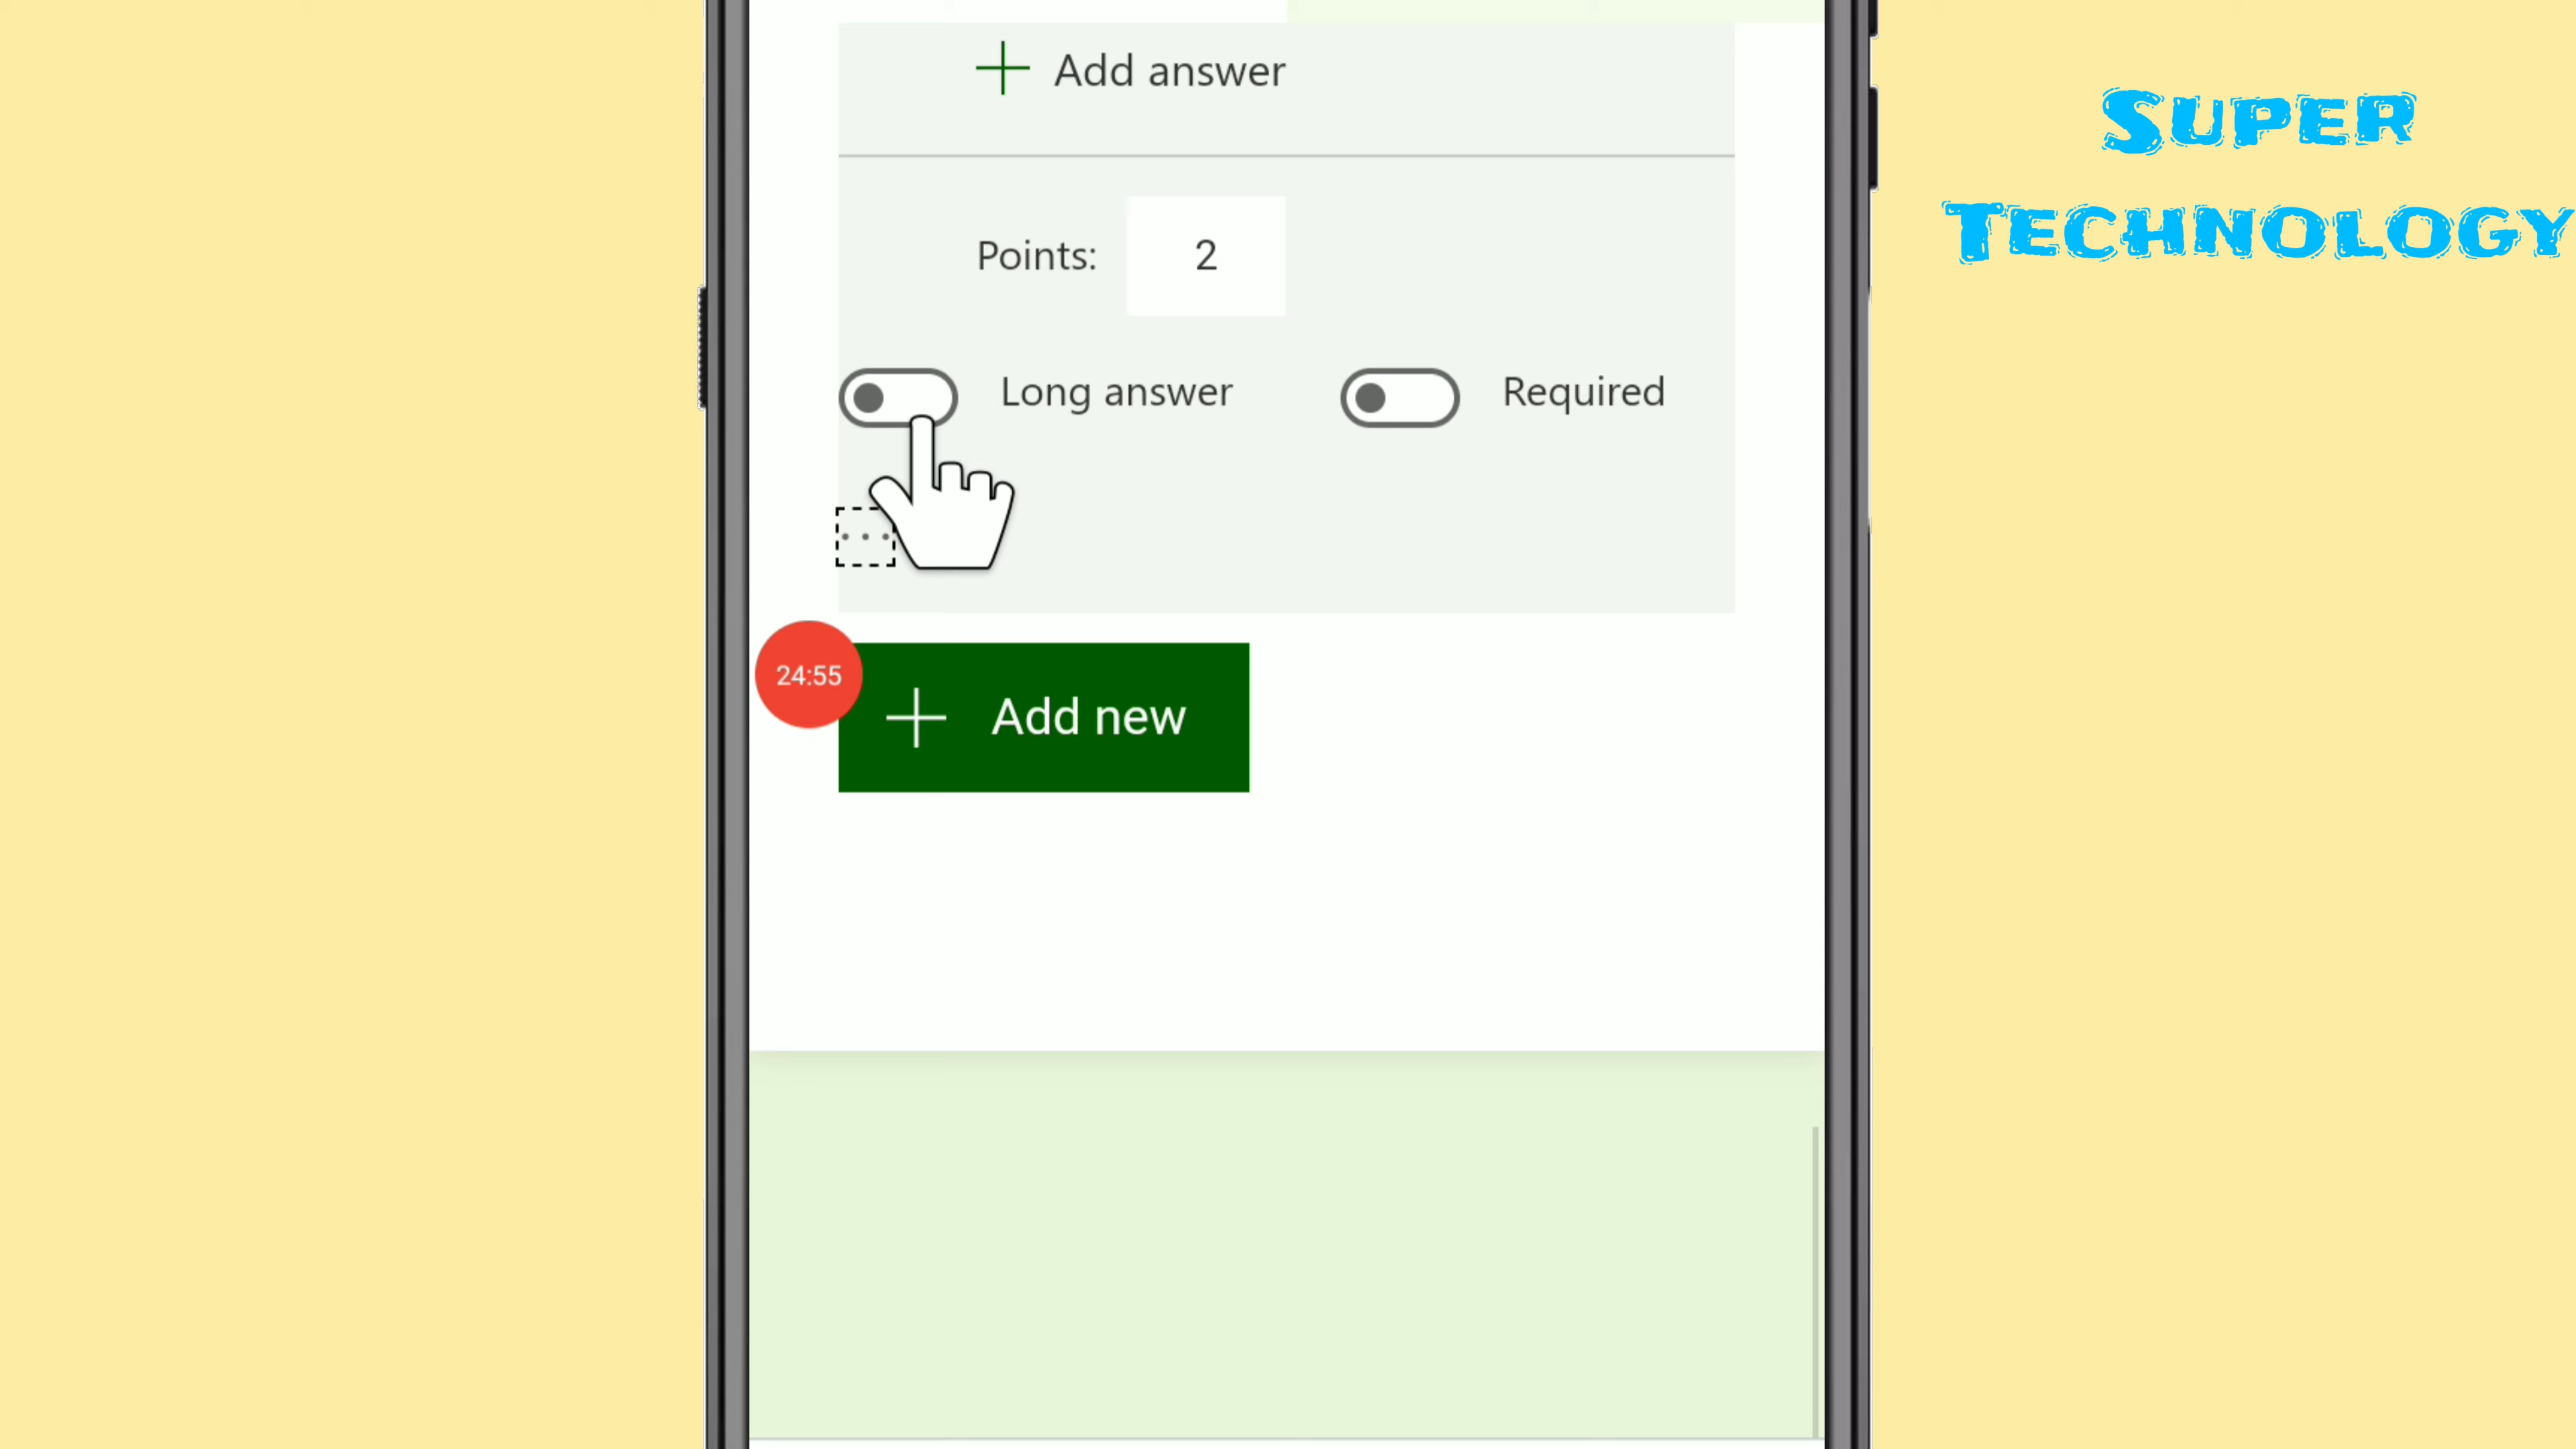 Add answer
SUPER
TECHNOLOGY
Points: 2
Long answer
Required
24:55
Add new